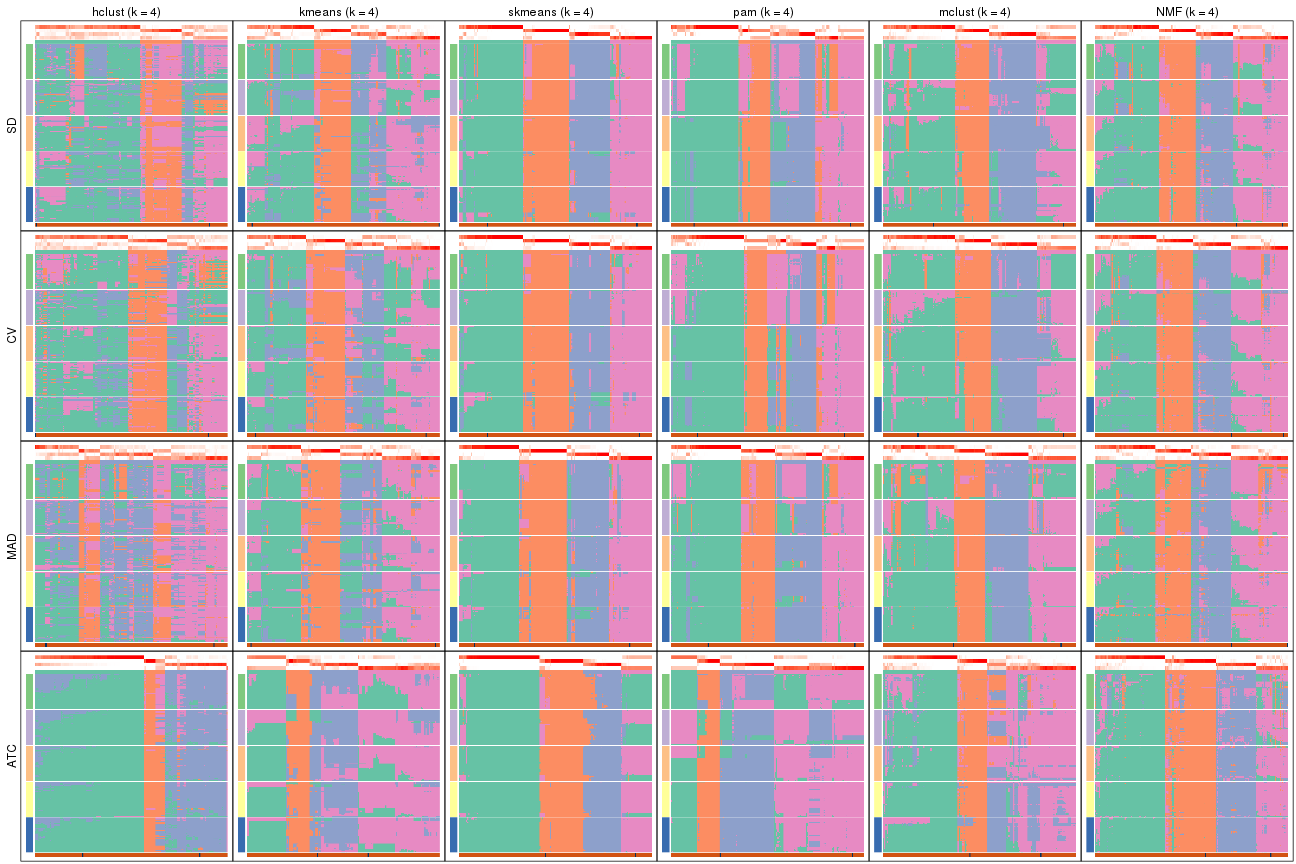 hclust (k = 4) kmeans (k = 4) skmeans (k = 4) pam (k = 4) mclust (k = 4) NMF (k = 4)
SD
CV
MAD
ATC